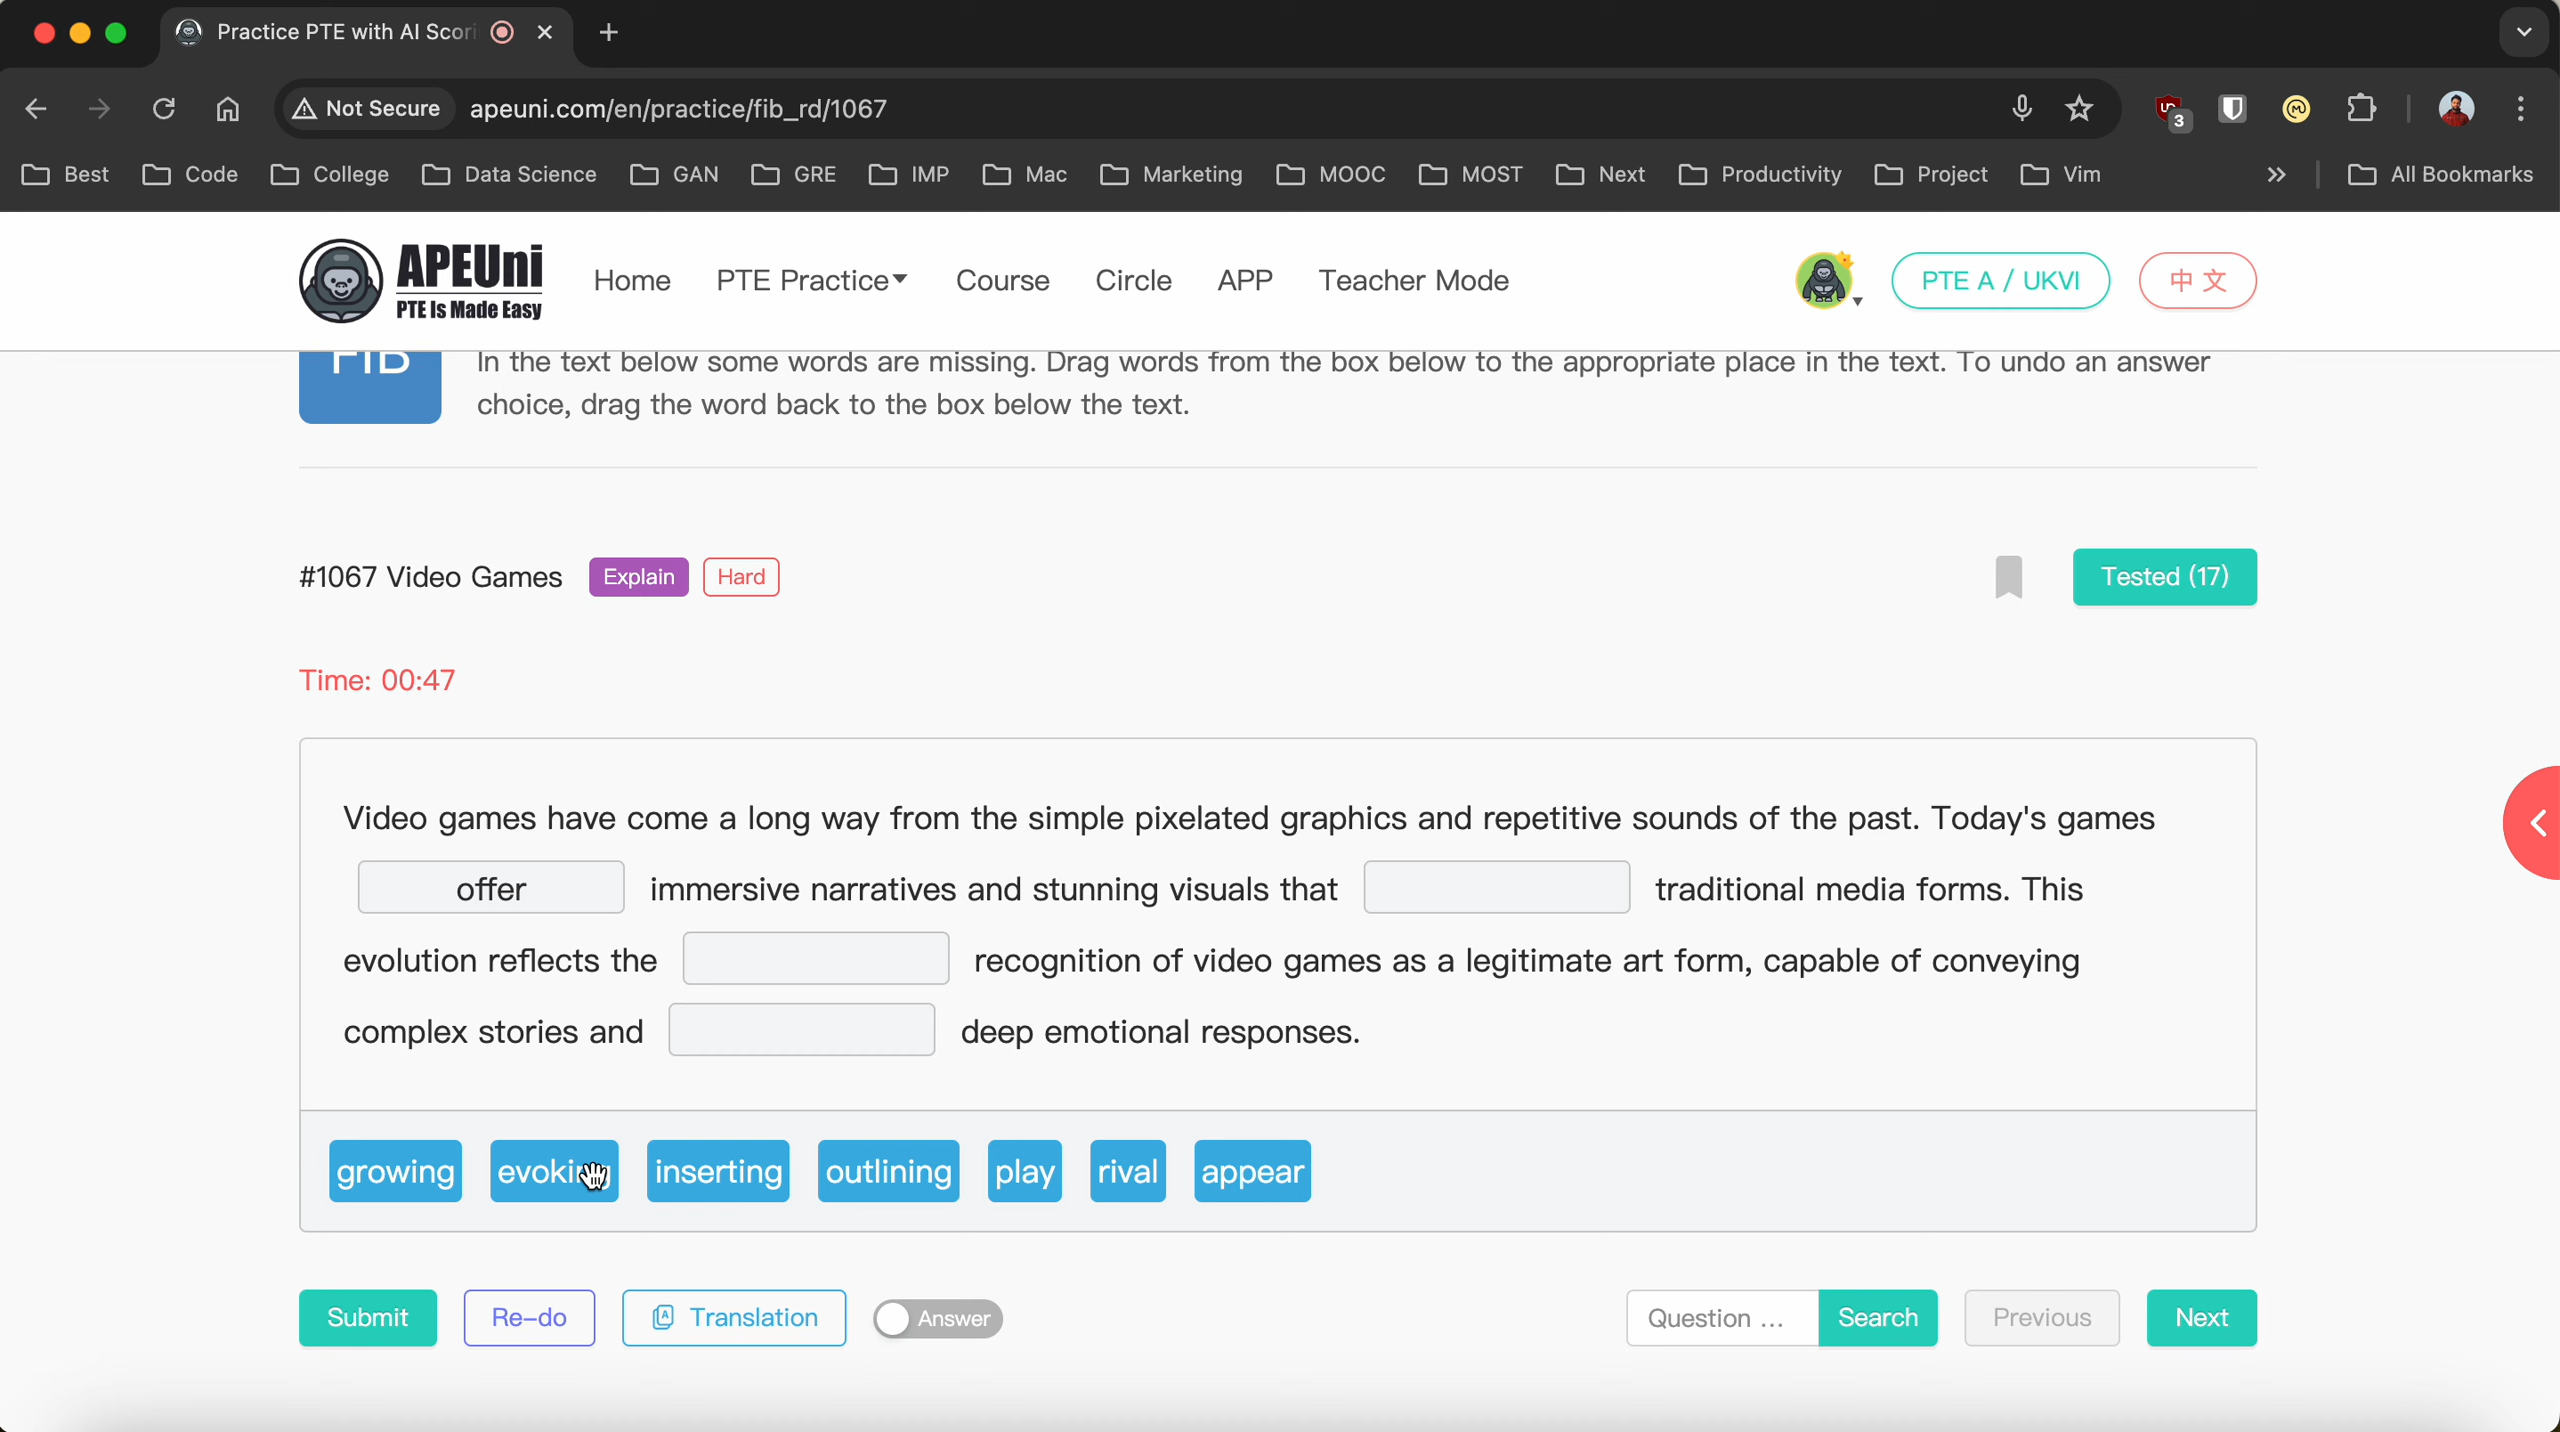 Practice PTE with AI Scori
Not Secure
apeuni.com/en/practice/fib_rd/1067
3
Best
Code
College
Data Science
GAN
GRE
IMP
Mac
Marketing
MOOC
MOST
Next
Productivity
Project
Vim
All Bookmarks
APEUni
PTE Is Made Easy
Home
PTE Practice
Course
Circle
APP
Teacher Mode
PTE A / UKVI
中文
FIB
In the text below some words are missing. Drag words from the box below to the appropriate place in the text. To undo an answer
choice, drag the word back to the box below the text.
#1067 Video Games
Explain
Hard
Tested (17)
Time: 00:47
Video games have come a long way from the simple pixelated graphics and repetitive sounds of the past. Today's games
offer immersive narratives and stunning visuals that traditional media forms. This
evolution reflects the recognition of video games as a legitimate art form, capable of conveying
complex stories and deep emotional responses.
growing
evoking
inserting
outlining
play
rival
appear
Submit
Re-do
Translation
Answer
Question ...
Search
Previous
Next